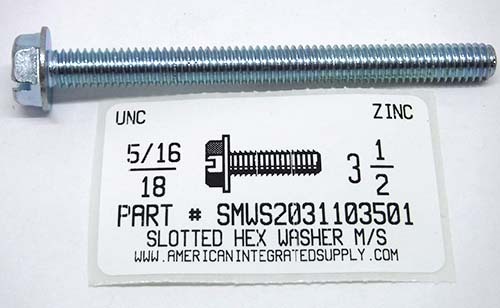 UNC ZINC
5/16 3 1/2
18
PART # SMWS2031103501
SLOTTED HEX WASHER M/S
WWW.AMERICANINTEGRATEDSUPPLY.COM